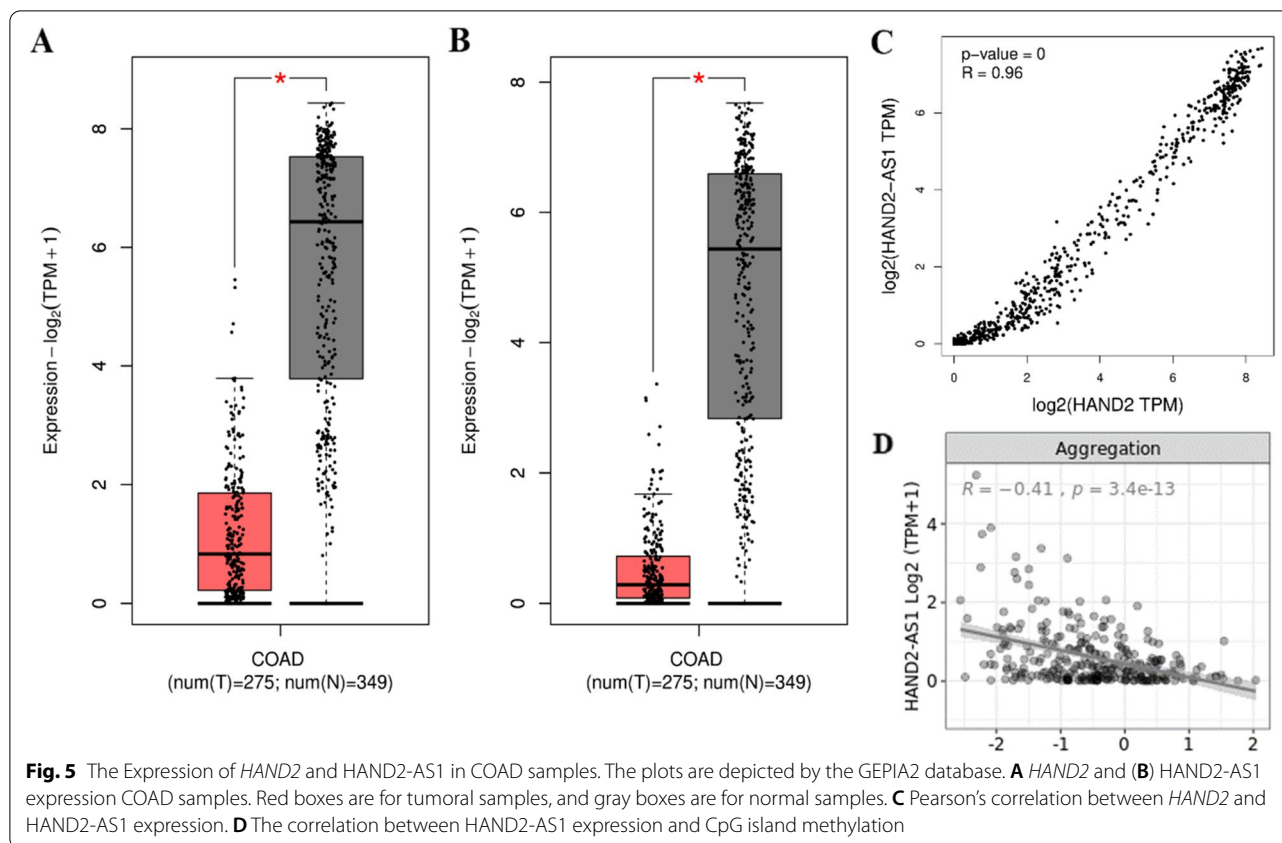 A
Expression – log₂(TPM + 1)
8
6
4
2
0
*
COAD
(num(T)=275; num(N)=349)
B
Expression – log₂(TPM + 1)
8
6
4
2
0
*
COAD
(num(T)=275; num(N)=349)
C
p-value = 0
R = 0.96
log2(HAND2-AS1 TPM)
6
4
2
0
0 2 4 6 8
log2(HAND2 TPM)
D
Aggregation
R = −0.41 , p = 3.4e-13
HAND2-AS1 Log2 (TPM+1)
4
2
0
-2 -1 0 1 2
Fig. 5 The Expression of HAND2 and HAND2-AS1 in COAD samples. The plots are depicted by the GEPIA2 database. A HAND2 and (B) HAND2-AS1
expression COAD samples. Red boxes are for tumoral samples, and gray boxes are for normal samples. C Pearson's correlation between HAND2 and
HAND2-AS1 expression. D The correlation between HAND2-AS1 expression and CpG island methylation